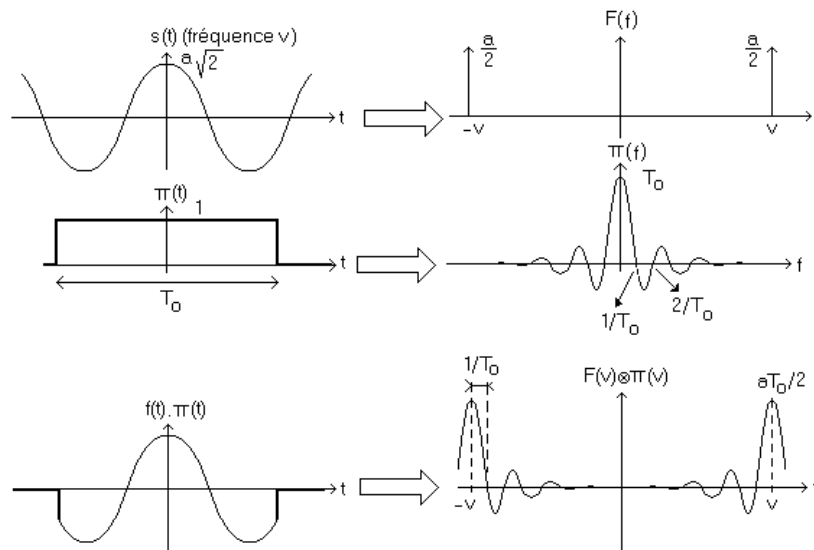 s(t) (fréquence ν)
a√2
t
F(f)
a/2
a/2
-ν
ν
π(t)
1
t
T₀
π(f)
T₀
f
1/T₀
2/T₀
f(t).π(t)
t
1/T₀
F(ν)⊗π(ν)
aT₀/2
-ν
ν